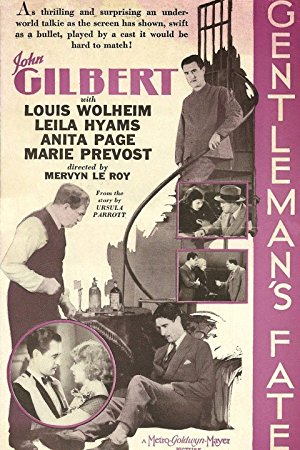 As thrilling and surprising an under-
world talkie as the screen has shown, swift
as a bullet, played by a cast it would be
hard to match!
John
GILBERT
with
LOUIS WOLHEIM
LEILA HYAMS
ANITA PAGE
MARIE PREVOST
directed by
MERVYN LE ROY
From the
story by
URSULA
PARROTT
GENTLEMAN'S FATE
A Metro-Goldwyn-Mayer
PICTURE